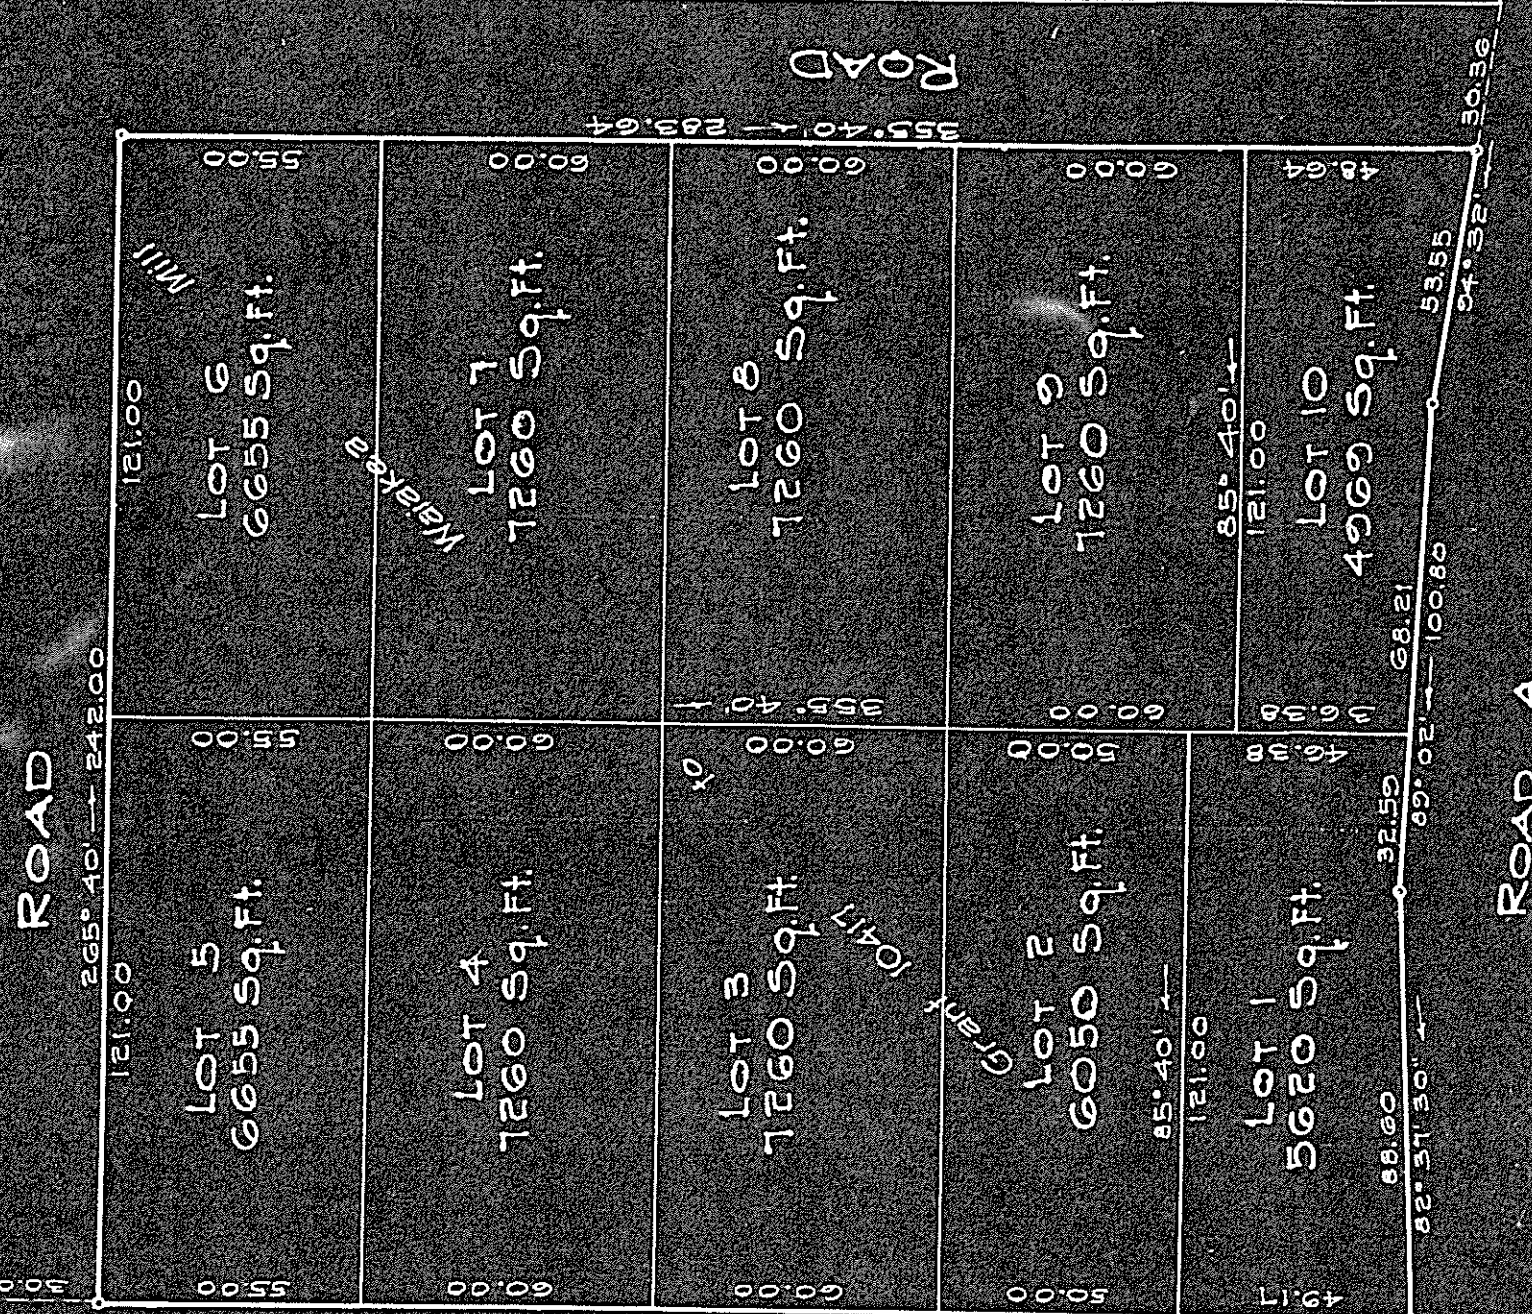 ROAD
355° 40' 283.64
30.36
55.00
60.00
60.00
60.00
48.64
Mill
121.00
LOT 6
6655 Sq. Ft.
Waiakea
LOT 7
7260 Sq. Ft.
LOT 8
7260 Sq. Ft.
LOT 9
7260 Sq. Ft.
85° 40'
121.00
LOT 10
4969 Sq. Ft.
53.55
94° 32'
68.21
355° 40'
60.00
36.38
ROAD
265° 40' 242.00
121.00
55.00
60.00
60.00
50.00
46.38
to
LOT 5
6655 Sq. Ft.
LOT 4
7260 Sq. Ft.
LOT 3
7260 Sq. Ft.
10417
Grant
LOT 2
6050 Sq. Ft.
85° 40'
121.00
LOT 1
5620 Sq. Ft.
32.59
89° 02' 100.80
88.60
82° 37' 30"
ROAD A
55.00
60.00
60.00
50.00
49.17